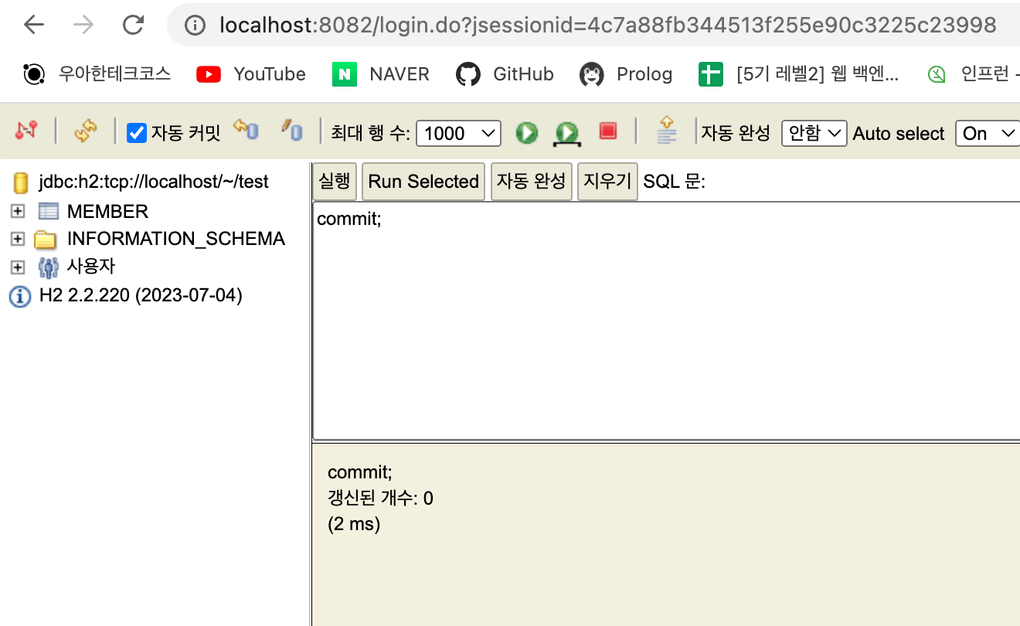 localhost:8082/login.do?jsessionid=4c7a88fb344513f255e90c3225c23998
우아한테크코스 YouTube N NAVER GitHub Prolog [5기 레벨2] 웹 백엔... 인프런 -
자동 커밋 최대 행 수: 1000 자동 완성 안함 Auto select On
jdbc:h2:tcp://localhost/~/test
MEMBER
INFORMATION_SCHEMA
사용자
H2 2.2.220 (2023-07-04)
실행 Run Selected 자동 완성 지우기 SQL 문:
commit;
commit;
갱신된 개수: 0
(2 ms)